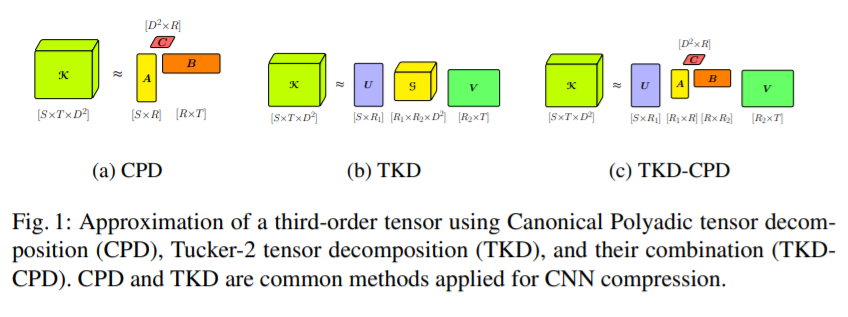 [D²×R]
C
B
𝓚
≈
A
[S×T×D²]
[S×R]
[R×T]
(a) CPD
𝓚
≈
U
𝓖
V
[S×T×D²]
[S×R₁]
[R₁×R₂×D²]
[R₂×T]
(b) TKD
[D²×R]
C
𝓚
≈
U
A
B
V
[S×T×D²]
[S×R₁]
[R₁×R]
[R×R₂]
[R₂×T]
(c) TKD-CPD
Fig. 1: Approximation of a third-order tensor using Canonical Polyadic tensor decom-
position (CPD), Tucker-2 tensor decomposition (TKD), and their combination (TKD-
CPD). CPD and TKD are common methods applied for CNN compression.